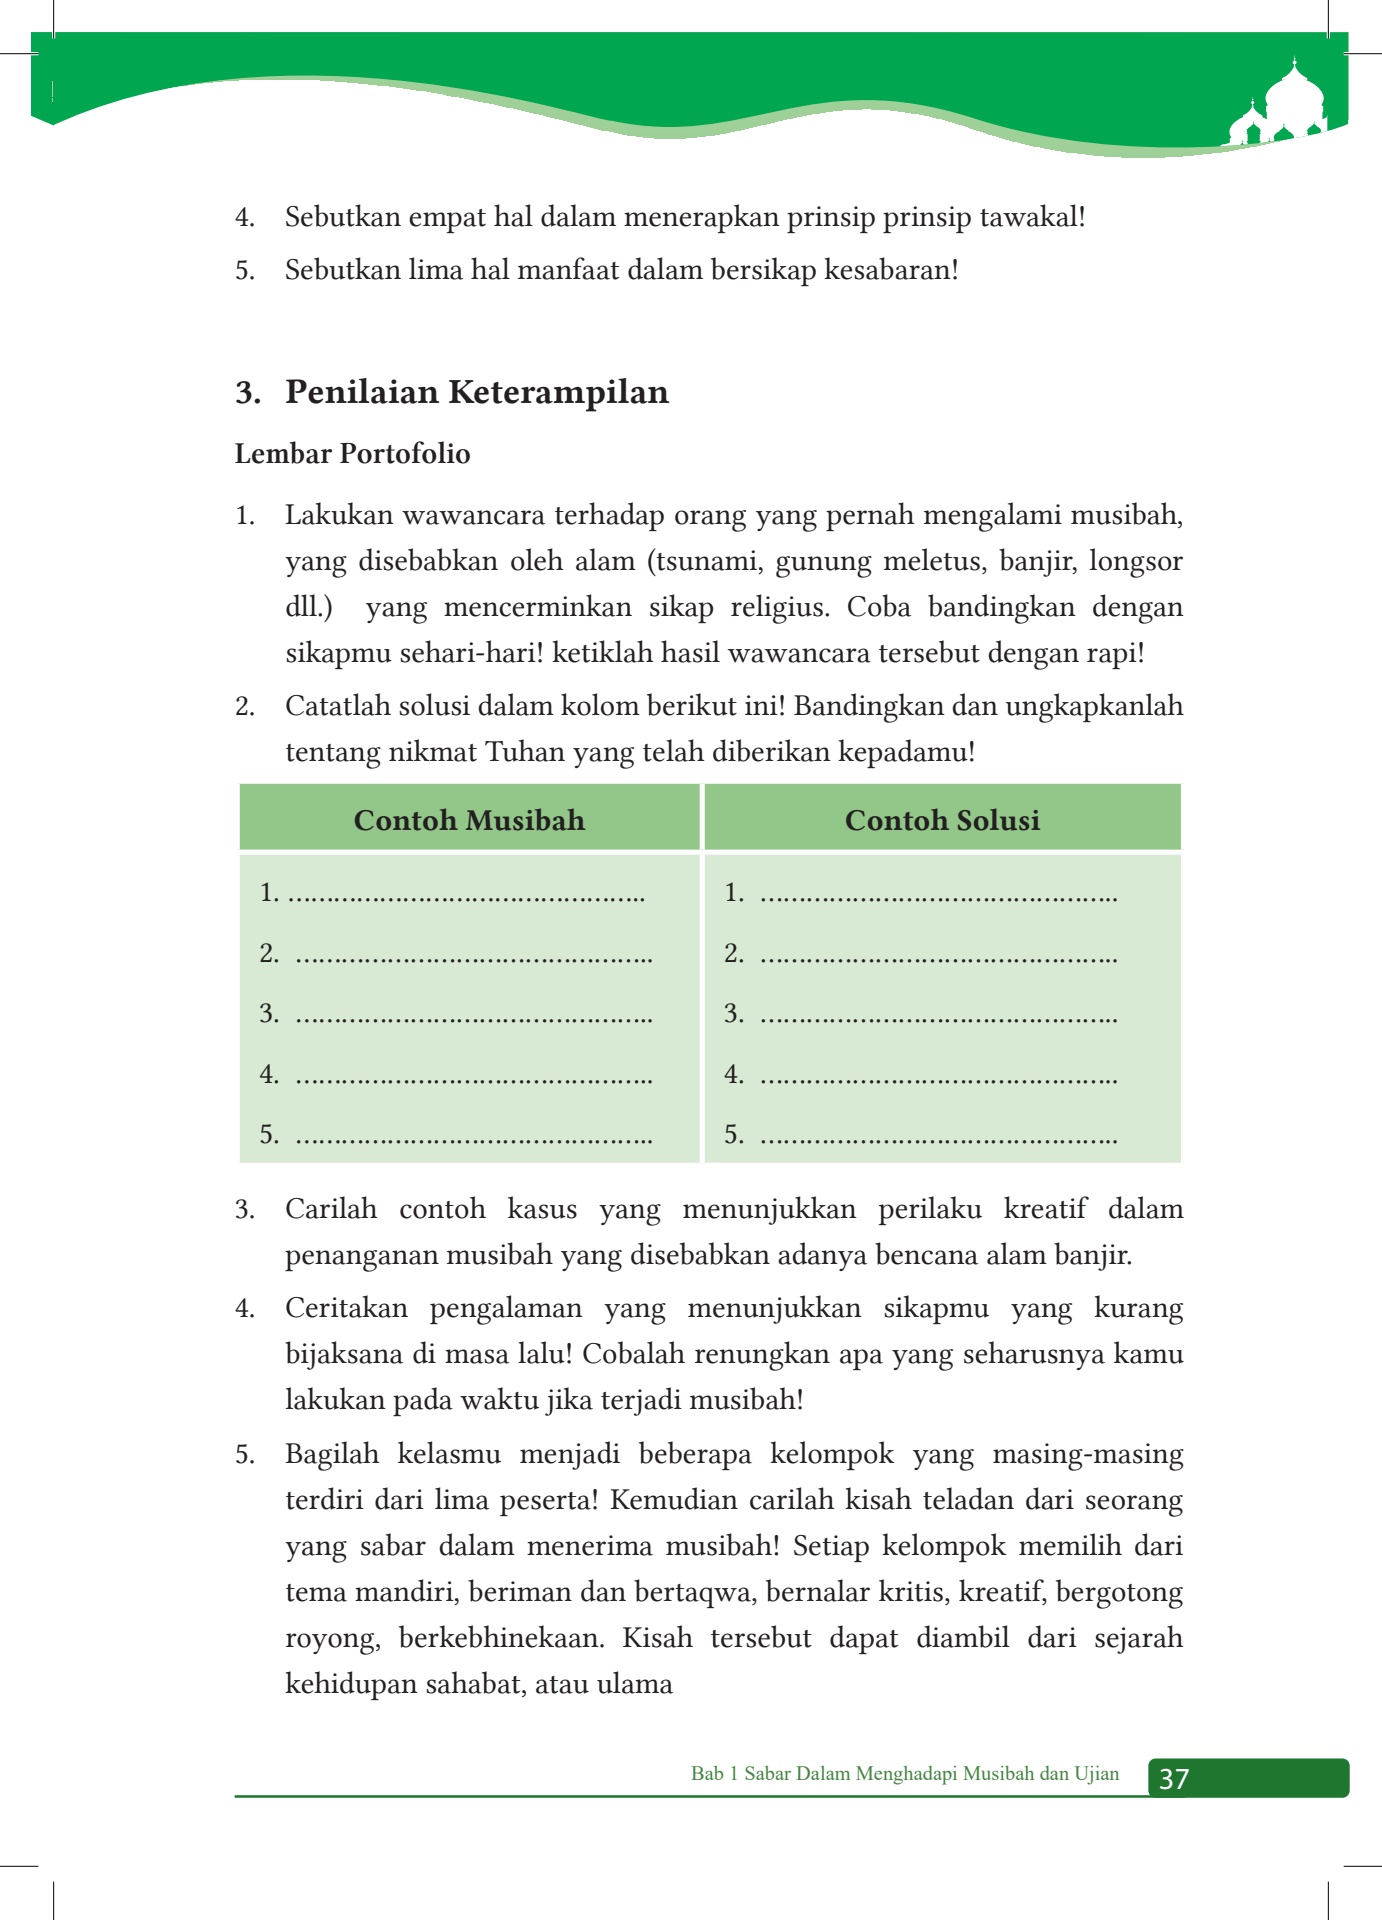 4. Sebutkan empat hal dalam menerapkan prinsip prinsip tawakal!
5. Sebutkan lima hal manfaat dalam bersikap kesabaran!
3. Penilaian Keterampilan
Lembar Portofolio
1. Lakukan wawancara terhadap orang yang pernah mengalami musibah,
yang disebabkan oleh alam (tsunami, gunung meletus, banjir, longsor
dll.) yang mencerminkan sikap religius. Coba bandingkan dengan
sikapmu sehari-hari! ketiklah hasil wawancara tersebut dengan rapi!
2. Catatlah solusi dalam kolom berikut ini! Bandingkan dan ungkapkanlah
tentang nikmat Tuhan yang telah diberikan kepadamu!
Contoh Musibah Contoh Solusi
1. ……………………………………….. 1. ………………………………………..
2. ……………………………………….. 2. ………………………………………..
3. ……………………………………….. 3. ………………………………………..
4. ……………………………………….. 4. ………………………………………..
5. ……………………………………….. 5. ………………………………………..
3. Carilah contoh kasus yang menunjukkan perilaku kreatif dalam
penanganan musibah yang disebabkan adanya bencana alam banjir.
4. Ceritakan pengalaman yang menunjukkan sikapmu yang kurang
bijaksana di masa lalu! Cobalah renungkan apa yang seharusnya kamu
lakukan pada waktu jika terjadi musibah!
5. Bagilah kelasmu menjadi beberapa kelompok yang masing-masing
terdiri dari lima peserta! Kemudian carilah kisah teladan dari seorang
yang sabar dalam menerima musibah! Setiap kelompok memilih dari
tema mandiri, beriman dan bertaqwa, bernalar kritis, kreatif, bergotong
royong, berkebhinekaan. Kisah tersebut dapat diambil dari sejarah
kehidupan sahabat, atau ulama
Bab 1 Sabar Dalam Menghadapi Musibah dan Ujian 37